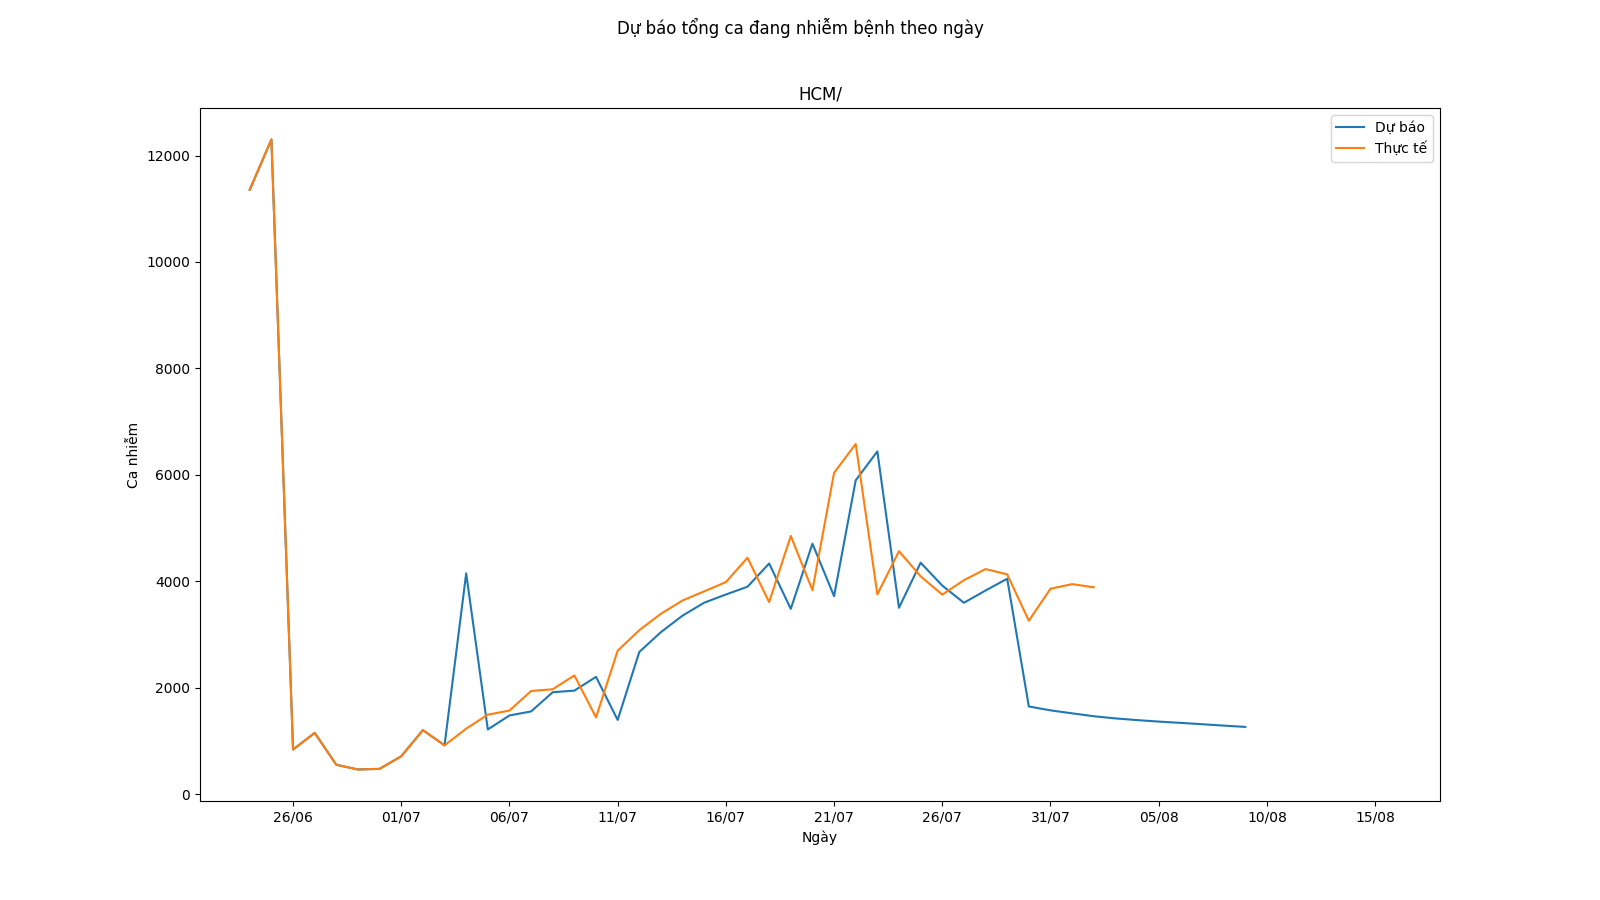 Dự báo tổng ca đang nhiễm bệnh theo ngày
HCM/
Dự báo
Thực tế
12000
10000
8000
6000
4000
2000
0
Ca nhiễm
26/06 01/07 06/07 11/07 16/07 21/07 26/07 31/07 05/08 10/08 15/08
Ngày